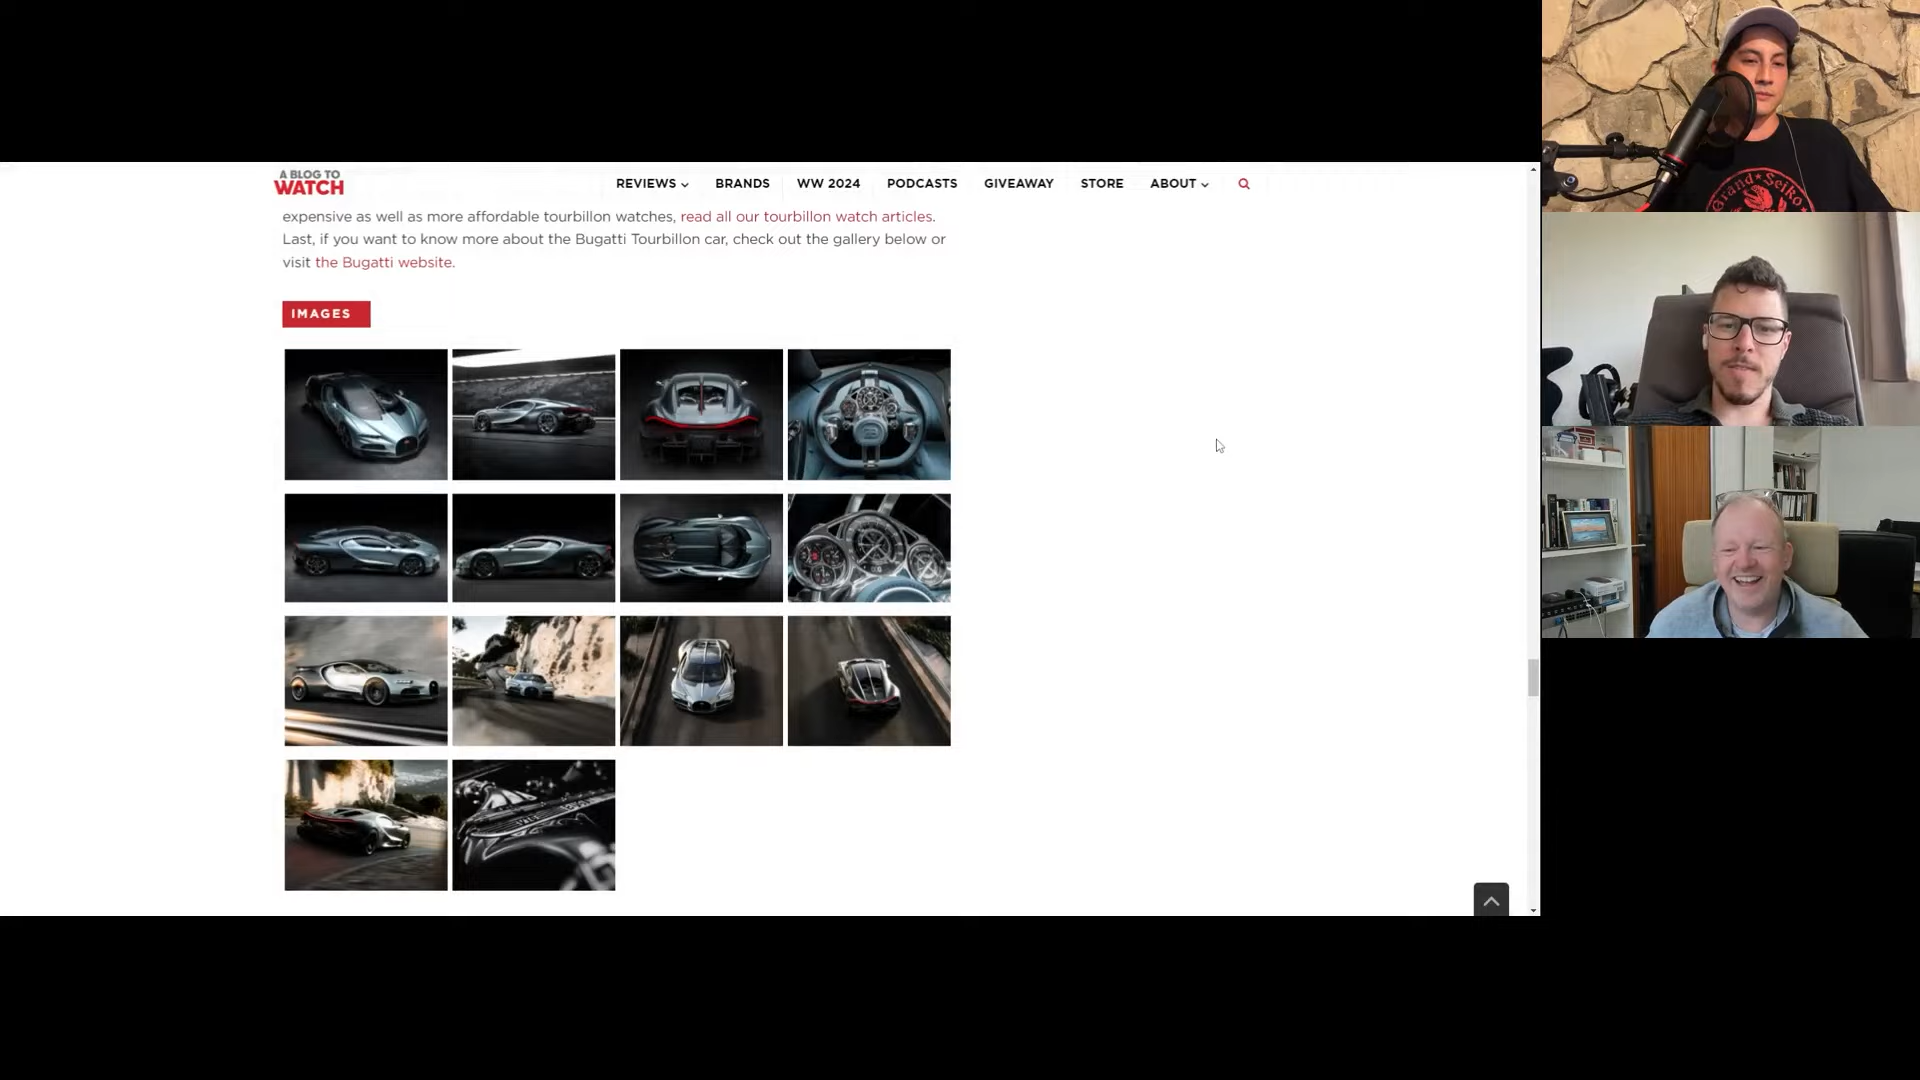 A BLOG TO
WATCH
REVIEWS
BRANDS
WW 2024
PODCASTS
GIVEAWAY
STORE
ABOUT
expensive as well as more affordable tourbillon watches, read all our tourbillon watch articles.
Last, if you want to know more about the Bugatti Tourbillon car, check out the gallery below or
visit the Bugatti website.
IMAGES
Grand Seiko